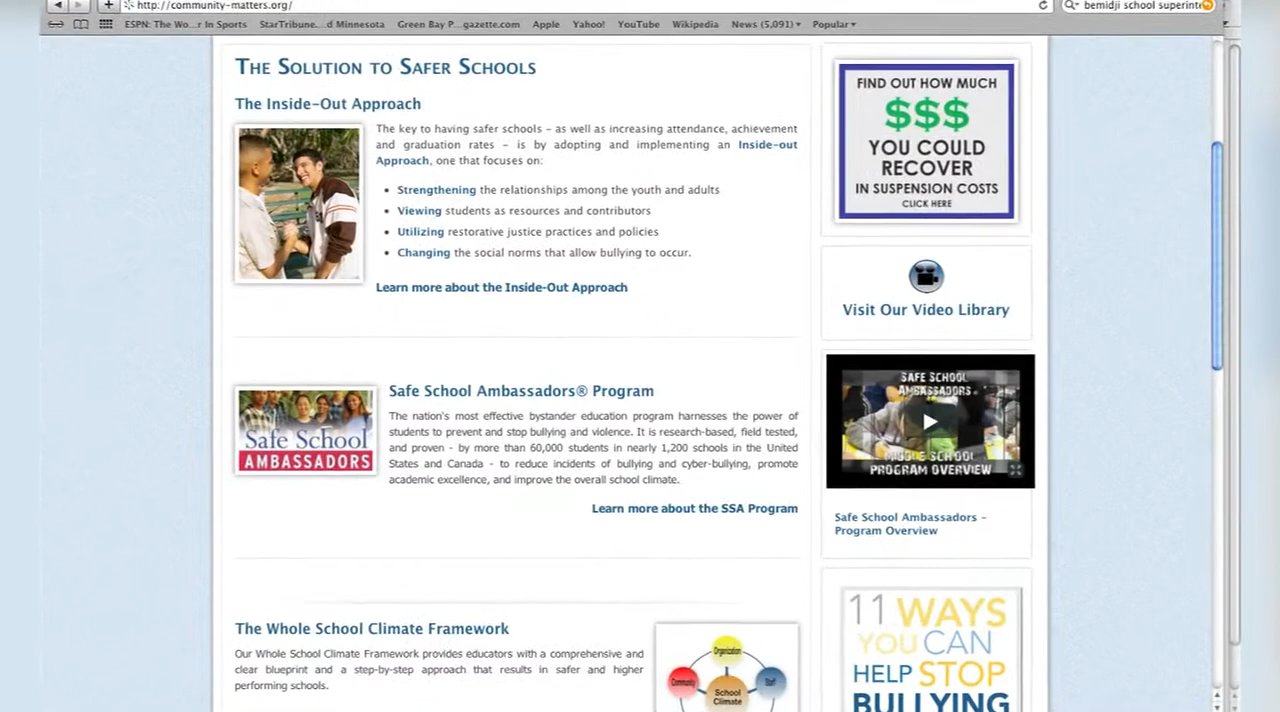 http://community-matters.org/
bemidji school superinte
ESPN: The Wo...r In Sports StarTribune....d Minnesota Green Bay P...gazette.com Apple Yahoo! YouTube Wikipedia News (5,091) Popular
THE SOLUTION TO SAFER SCHOOLS
The Inside-Out Approach
The key to having safer schools - as well as increasing attendance, achievement
and graduation rates - is by adopting and implementing an Inside-out
Approach, one that focuses on:
• Strengthening the relationships among the youth and adults
• Viewing students as resources and contributors
• Utilizing restorative justice practices and policies
• Changing the social norms that allow bullying to occur.
Learn more about the Inside-Out Approach
Safe School
AMBASSADORS
Safe School Ambassadors® Program
The nation's most effective bystander education program harnesses the power of
students to prevent and stop bullying and violence. It is research-based, field tested,
and proven - by more than 60,000 students in nearly 1,200 schools in the United
States and Canada - to reduce incidents of bullying and cyber-bullying, promote
academic excellence, and improve the overall school climate.
Learn more about the SSA Program
The Whole School Climate Framework
Our Whole School Climate Framework provides educators with a comprehensive and
clear blueprint and a step-by-step approach that results in safer and higher
performing schools.
Organization
Community
Staff
School
Climate
FIND OUT HOW MUCH
$$$
YOU COULD
RECOVER
IN SUSPENSION COSTS
CLICK HERE
Visit Our Video Library
SAFE SCHOOL
AMBASSADORS
MIDDLE SCHOOL
PROGRAM OVERVIEW
Safe School Ambassadors -
Program Overview
11 WAYS
YOU CAN
HELP STOP
BULLYING